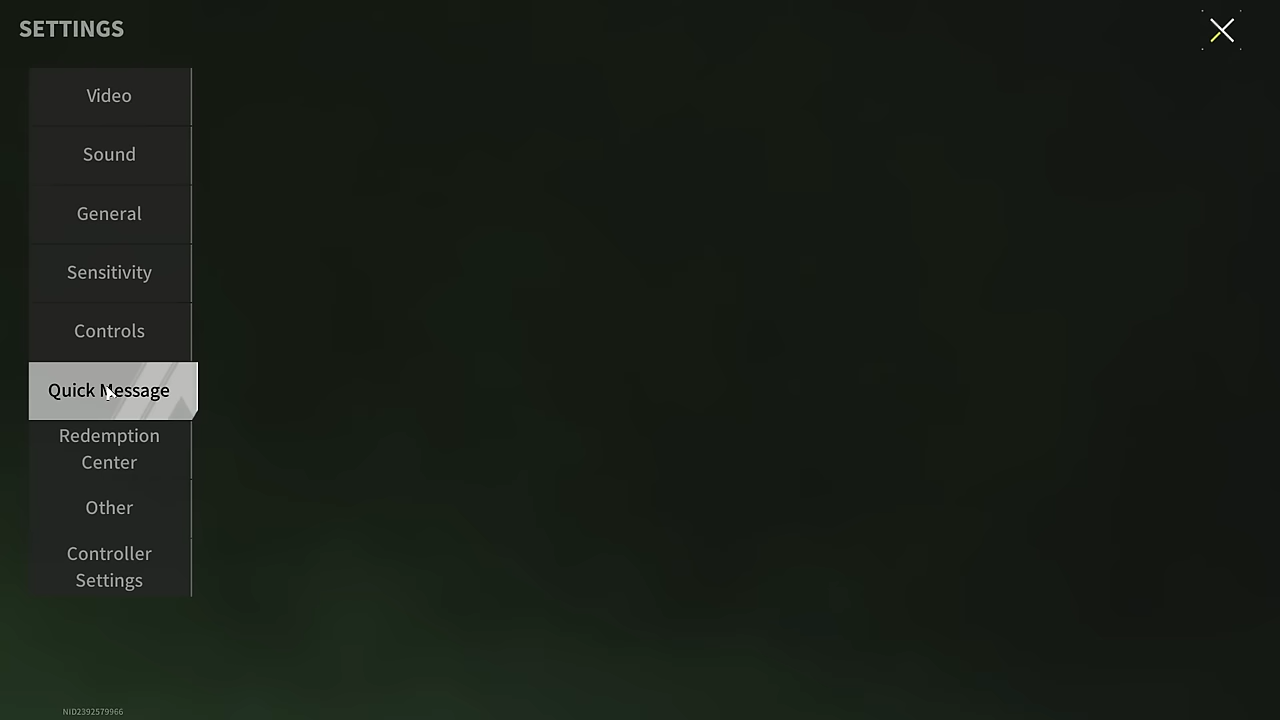 SETTINGS
Video
Sound
General
Sensitivity
Controls
Quick Message
Redemption
Center
Other
Controller
Settings
NID2392579966